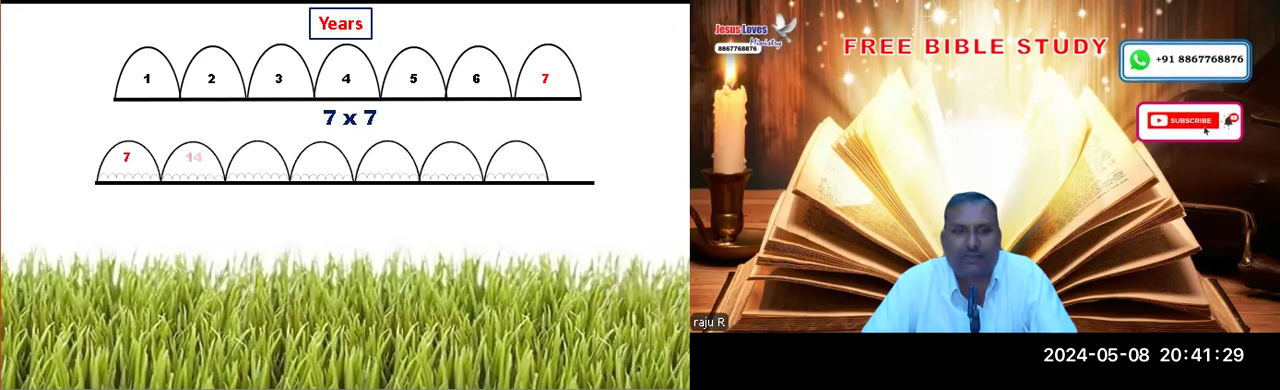 Years
1 2 3 4 5 6 7
7 x 7
7 14
Jesus Loves
Ministry
8867768876
FREE BIBLE STUDY
+91 8867768876
SUBSCRIBE
raju R
2024-05-08 20:41:29